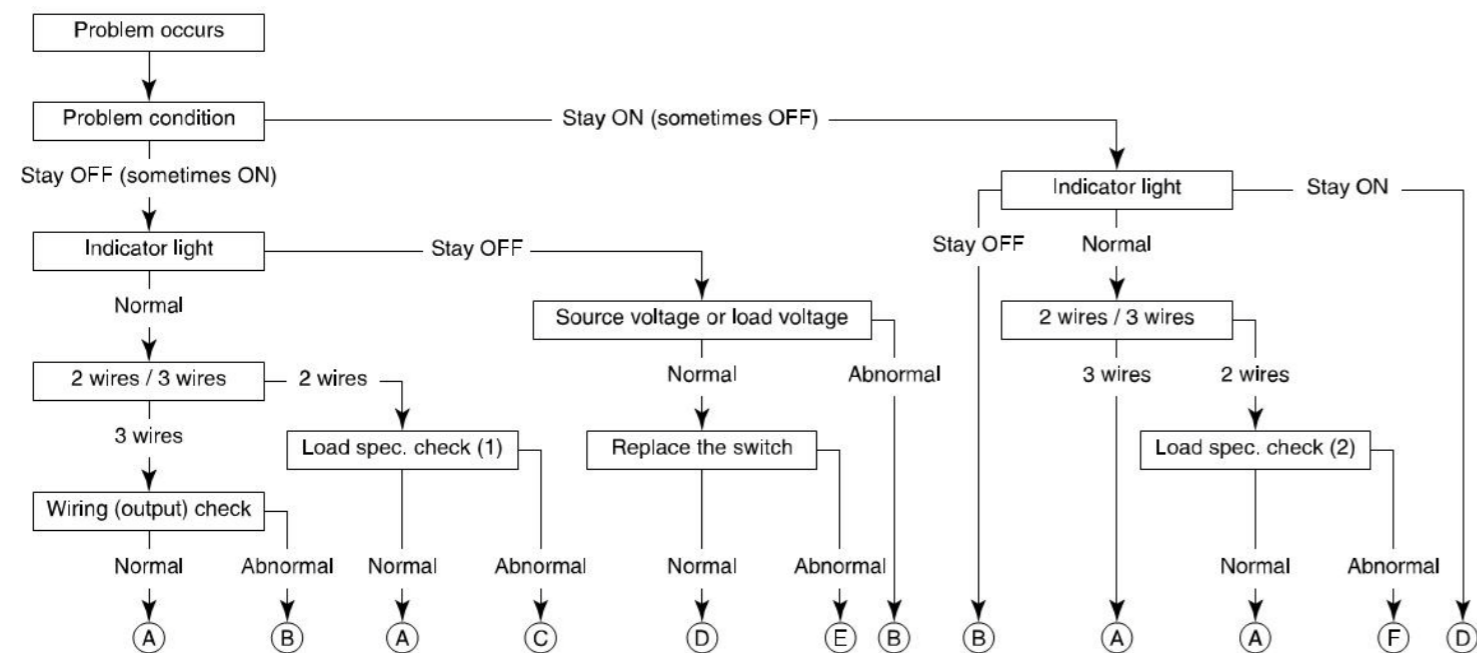 Problem occurs
Problem condition
Stay ON (sometimes OFF)
Stay OFF (sometimes ON)
Indicator light
Stay ON
Indicator light
Stay OFF
Stay OFF
Normal
Normal
Source voltage or load voltage
2 wires / 3 wires
2 wires / 3 wires
2 wires
Normal
Abnormal
3 wires
2 wires
3 wires
Load spec. check (1)
Replace the switch
Load spec. check (2)
Wiring (output) check
Normal
Abnormal
Normal
Abnormal
Normal
Abnormal
Normal
Abnormal
A
B
A
C
D
E
B
B
A
A
F
D